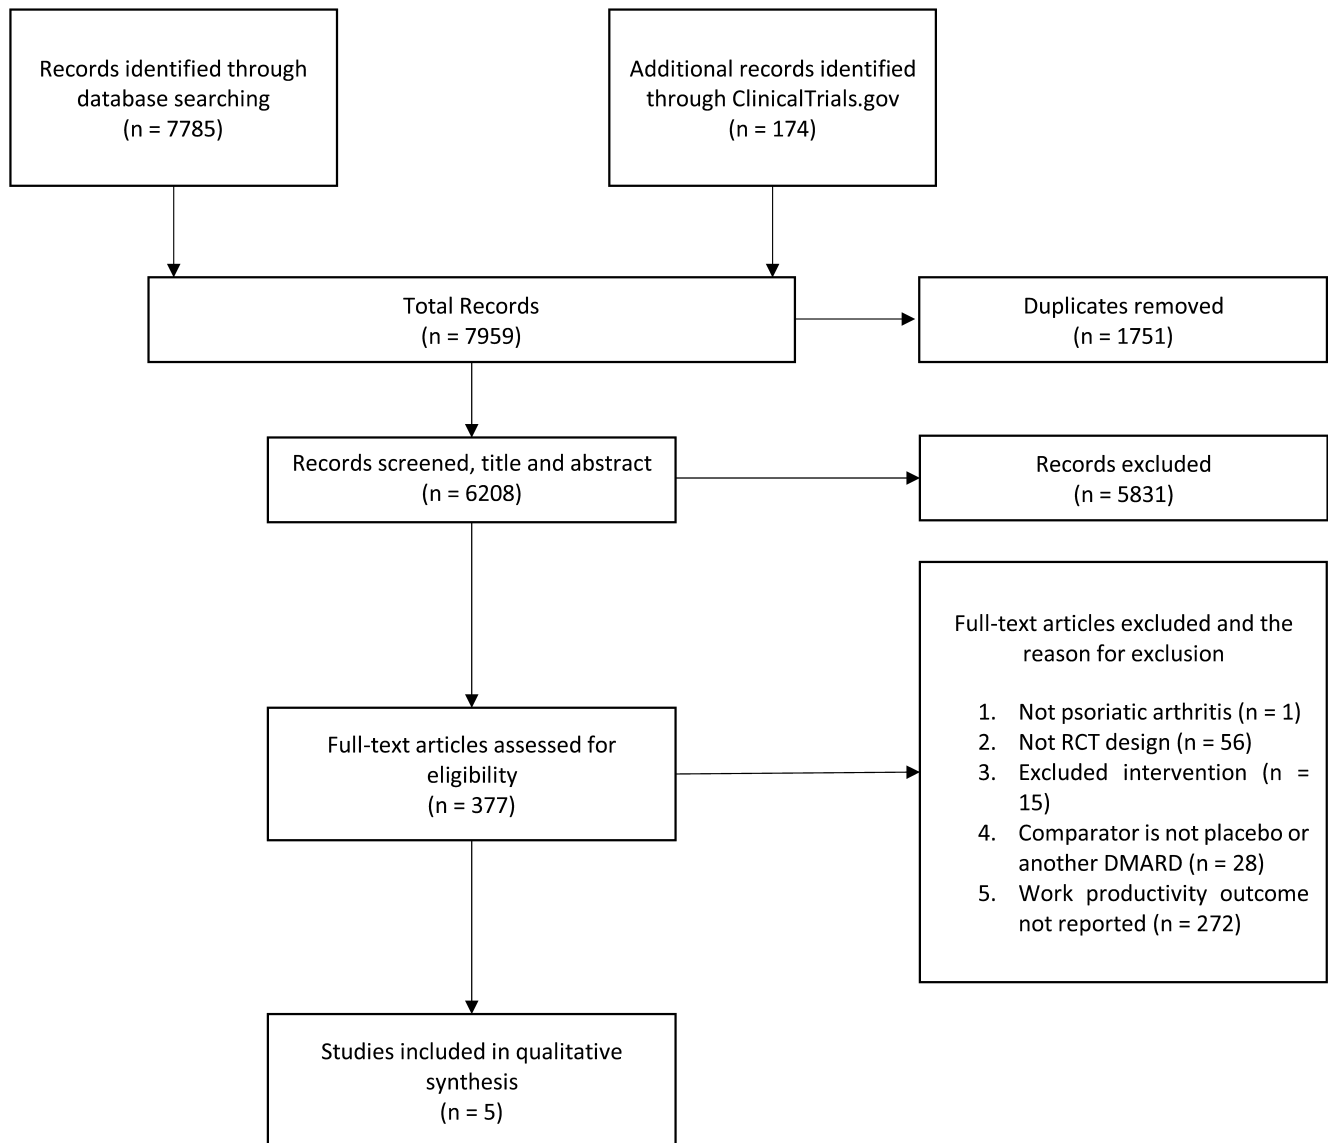 Records identified through
database searching
(n = 7785)
Additional records identified
through ClinicalTrials.gov
(n = 174)
Total Records
(n = 7959)
Duplicates removed
(n = 1751)
Records screened, title and abstract
(n = 6208)
Records excluded
(n = 5831)
Full-text articles assessed for
eligibility
(n = 377)
Full-text articles excluded and the
reason for exclusion
1. Not psoriatic arthritis (n = 1)
2. Not RCT design (n = 56)
3. Excluded intervention (n =
15)
4. Comparator is not placebo or
another DMARD (n = 28)
5. Work productivity outcome
not reported (n = 272)
Studies included in qualitative
synthesis
(n = 5)